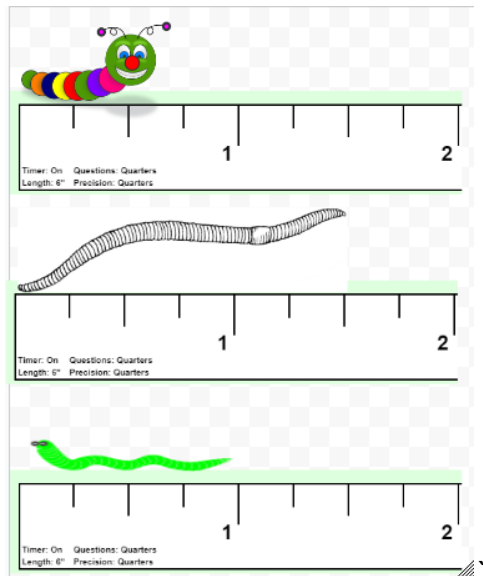 1 2
Timer: On Questions: Quarters
Length: 6" Precision: Quarters
1 2
Timer: On Questions: Quarters
Length: 6" Precision: Quarters
1 2
Timer: On Questions: Quarters
Length: 6" Precision: Quarters